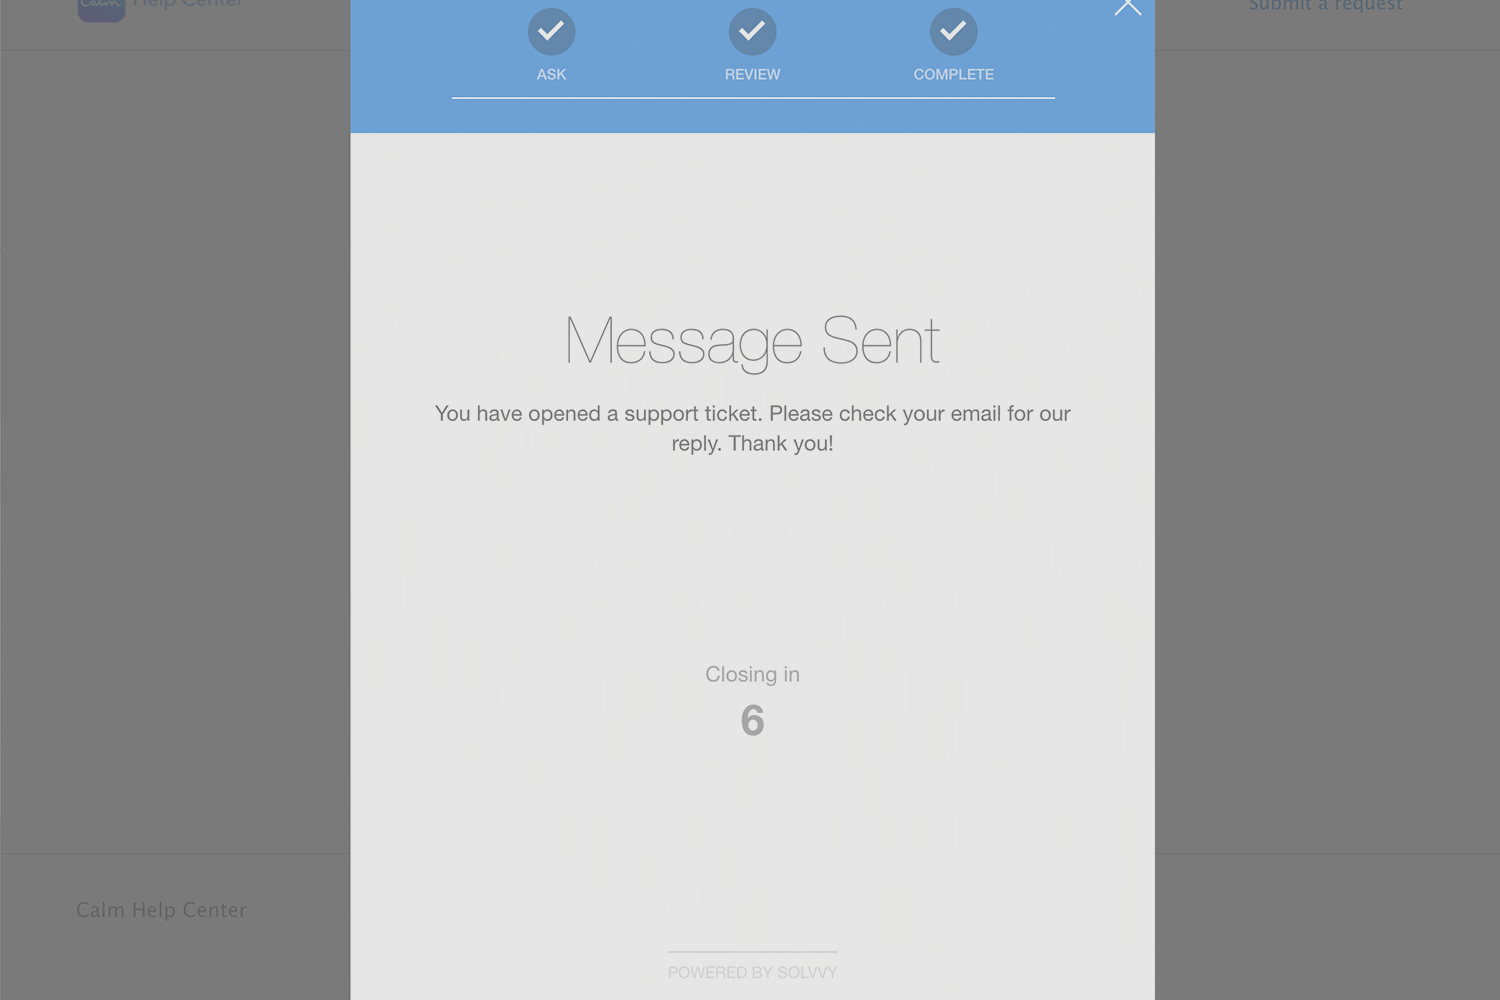 Calm Help Center
Submit a request
ASK
REVIEW
COMPLETE
Message Sent
You have opened a support ticket. Please check your email for our
reply. Thank you!
Closing in
6
Calm Help Center
POWERED BY SOLVVY